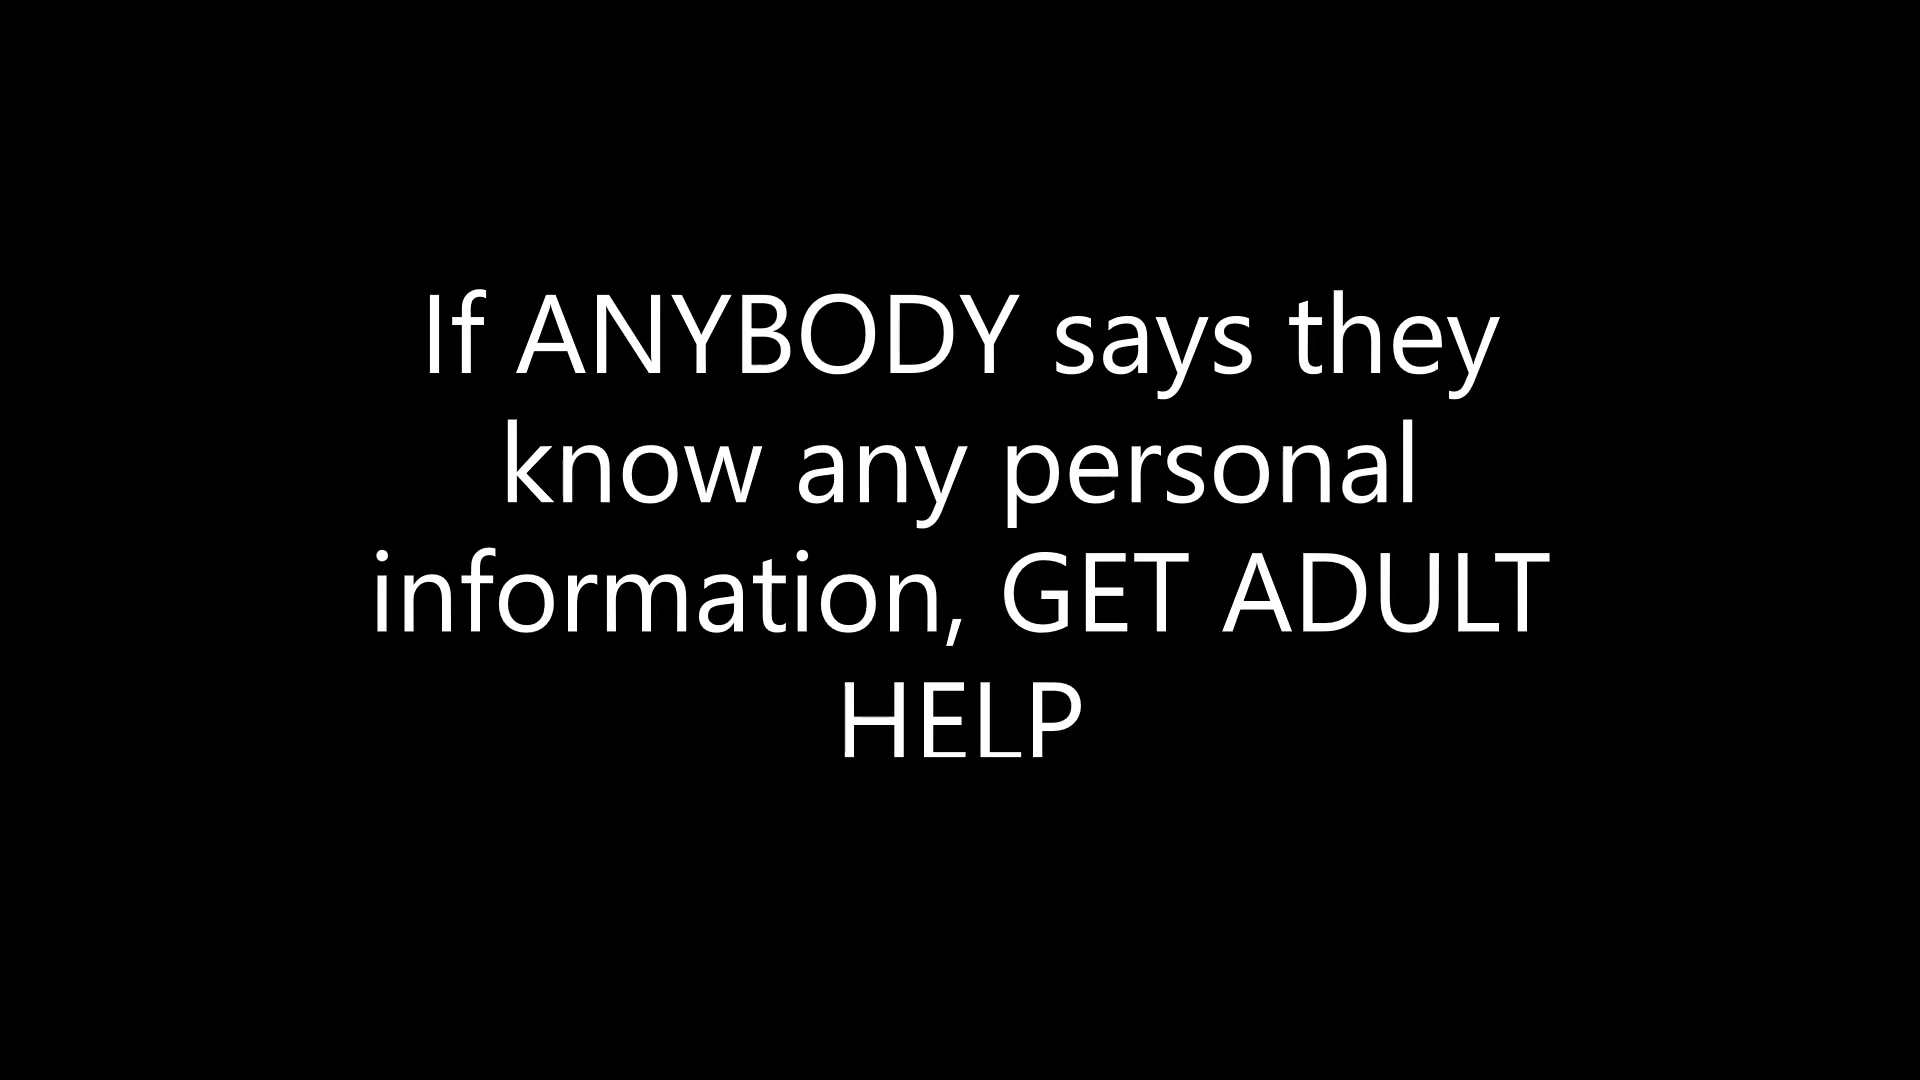 If ANYBODY says they
know any personal
information, GET ADULT
HELP